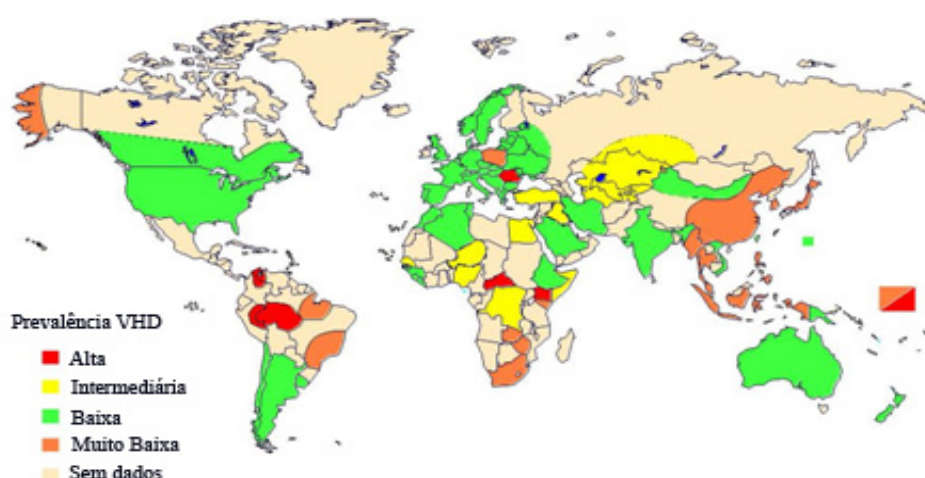 Prevalência VHD
Alta
Intermediária
Baixa
Muito Baixa
Sem dados